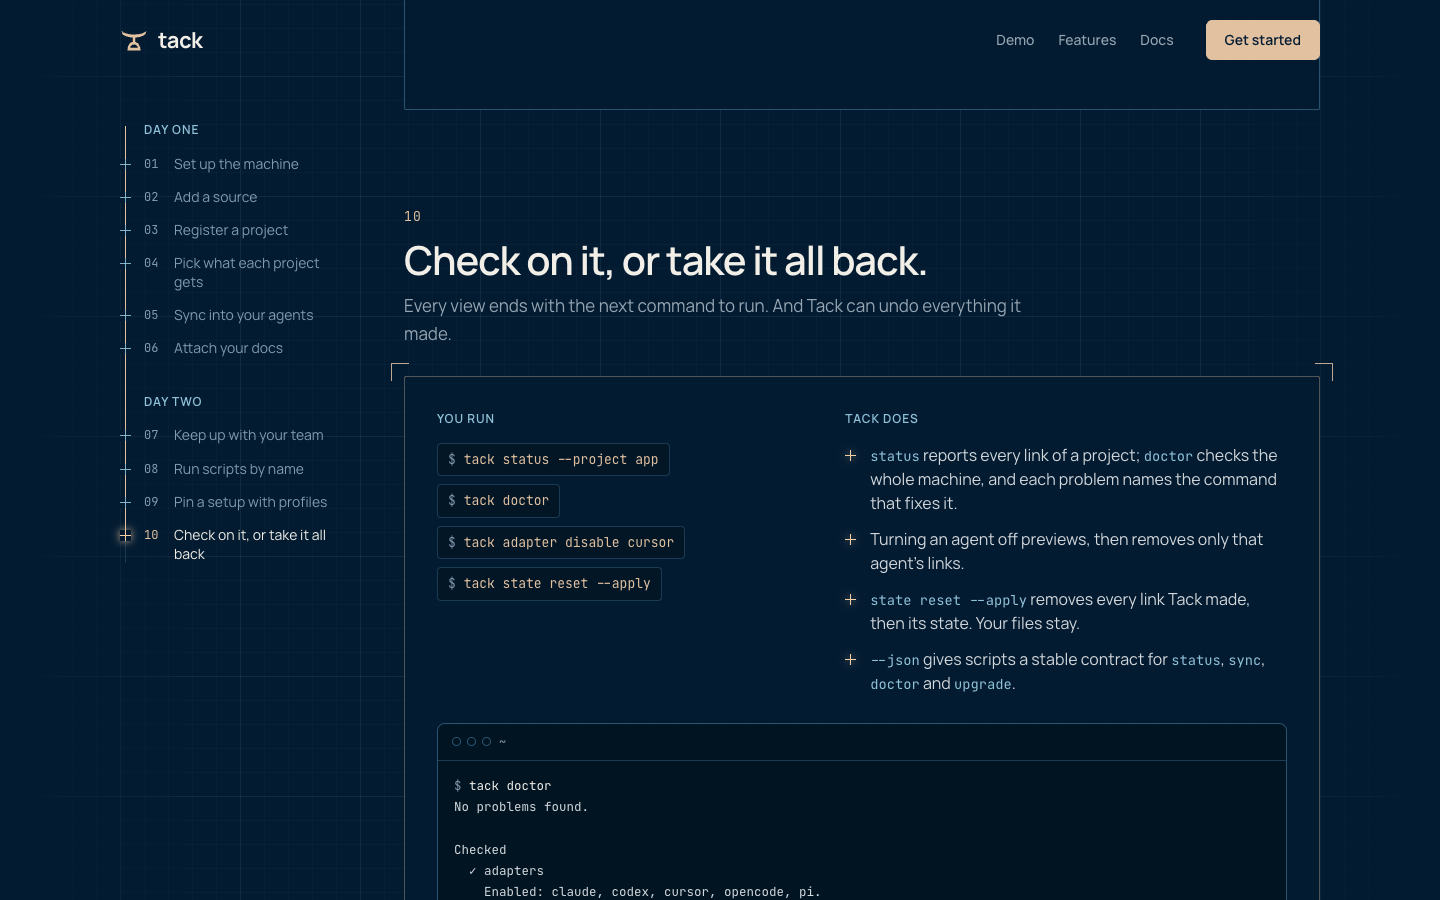 tack
Demo
Features
Docs
Get started
DAY ONE
01 Set up the machine
02 Add a source
03 Register a project
04 Pick what each project
gets
05 Sync into your agents
06 Attach your docs
DAY TWO
07 Keep up with your team
08 Run scripts by name
09 Pin a setup with profiles
10 Check on it, or take it all
back
10
Check on it, or take it all back.
Every view ends with the next command to run. And Tack can undo everything it
made.
YOU RUN
$ tack status --project app
$ tack doctor
$ tack adapter disable cursor
$ tack state reset --apply
TACK DOES
status reports every link of a project; doctor checks the
whole machine, and each problem names the command
that fixes it.
Turning an agent off previews, then removes only that
agent's links.
state reset --apply removes every link Tack made,
then its state. Your files stay.
--json gives scripts a stable contract for status, sync,
doctor and upgrade.
~
$ tack doctor
No problems found.
Checked
✓ adapters
Enabled: claude, codex, cursor, opencode, pi.